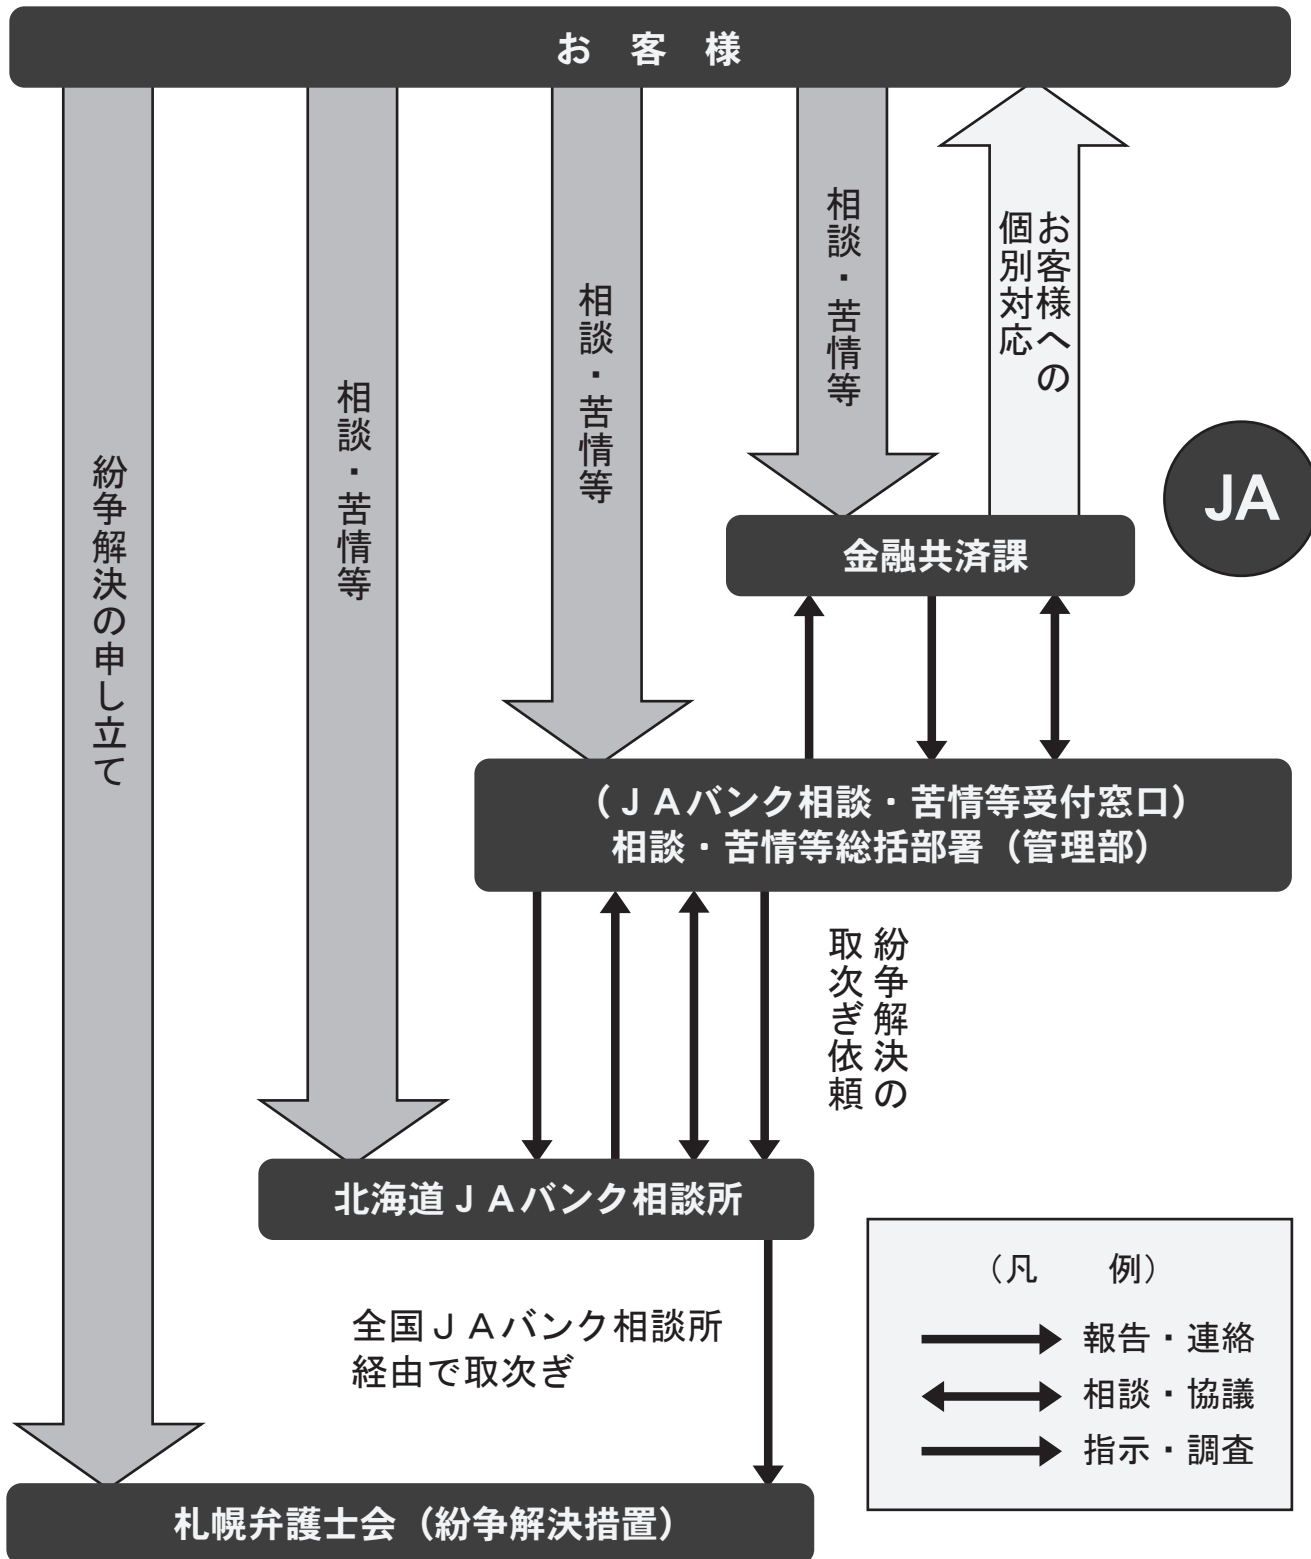 お　客　様
紛争解決の申し立て
相談・苦情等
相談・苦情等
相談・苦情等
お客様への
個別対応
JA
金融共済課
（ＪＡバンク相談・苦情等受付窓口）
相談・苦情等総括部署（管理部）
紛争解決の
取次ぎ依頼
北海道ＪＡバンク相談所
全国ＪＡバンク相談所
経由で取次ぎ
札幌弁護士会（紛争解決措置）
（凡　　例）
報告・連絡
相談・協議
指示・調査